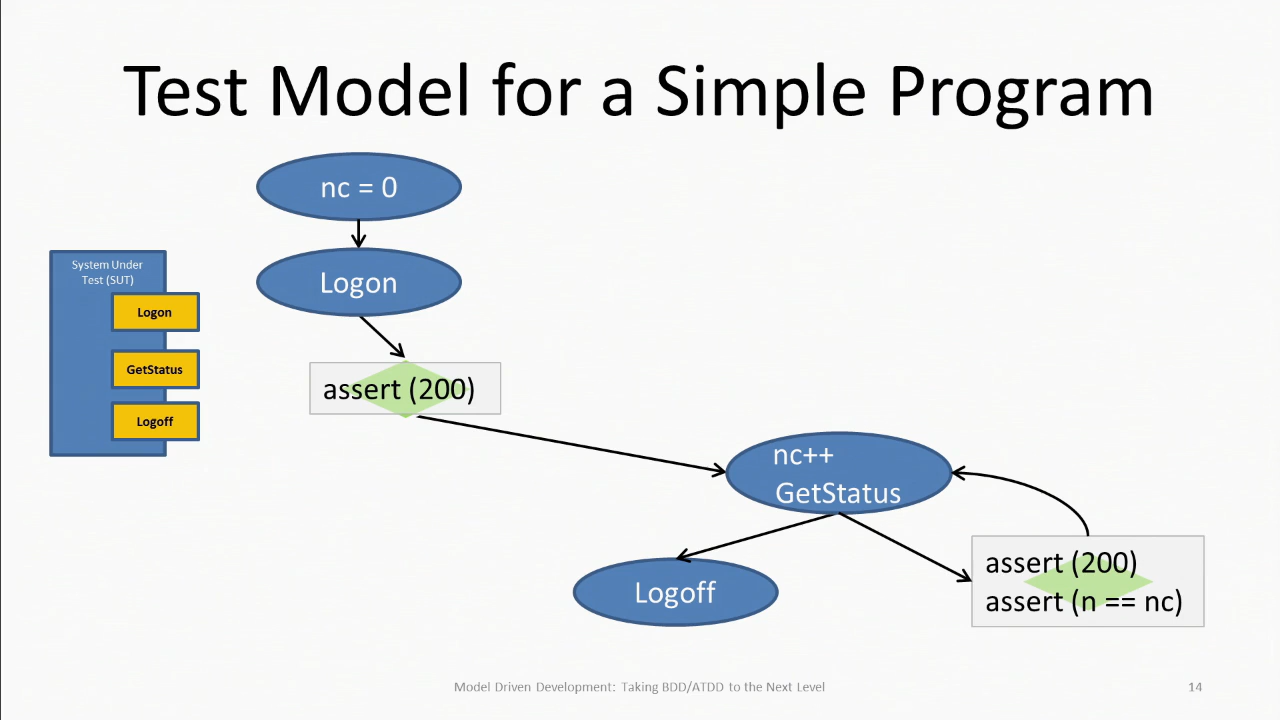 Test Model for a Simple Program
nc = 0
Logon
System Under
Test (SUT)
Logon
GetStatus
Logoff
assert (200)
nc++
GetStatus
Logoff
assert (200)
assert (n == nc)
Model Driven Development: Taking BDD/ATDD to the Next Level
14